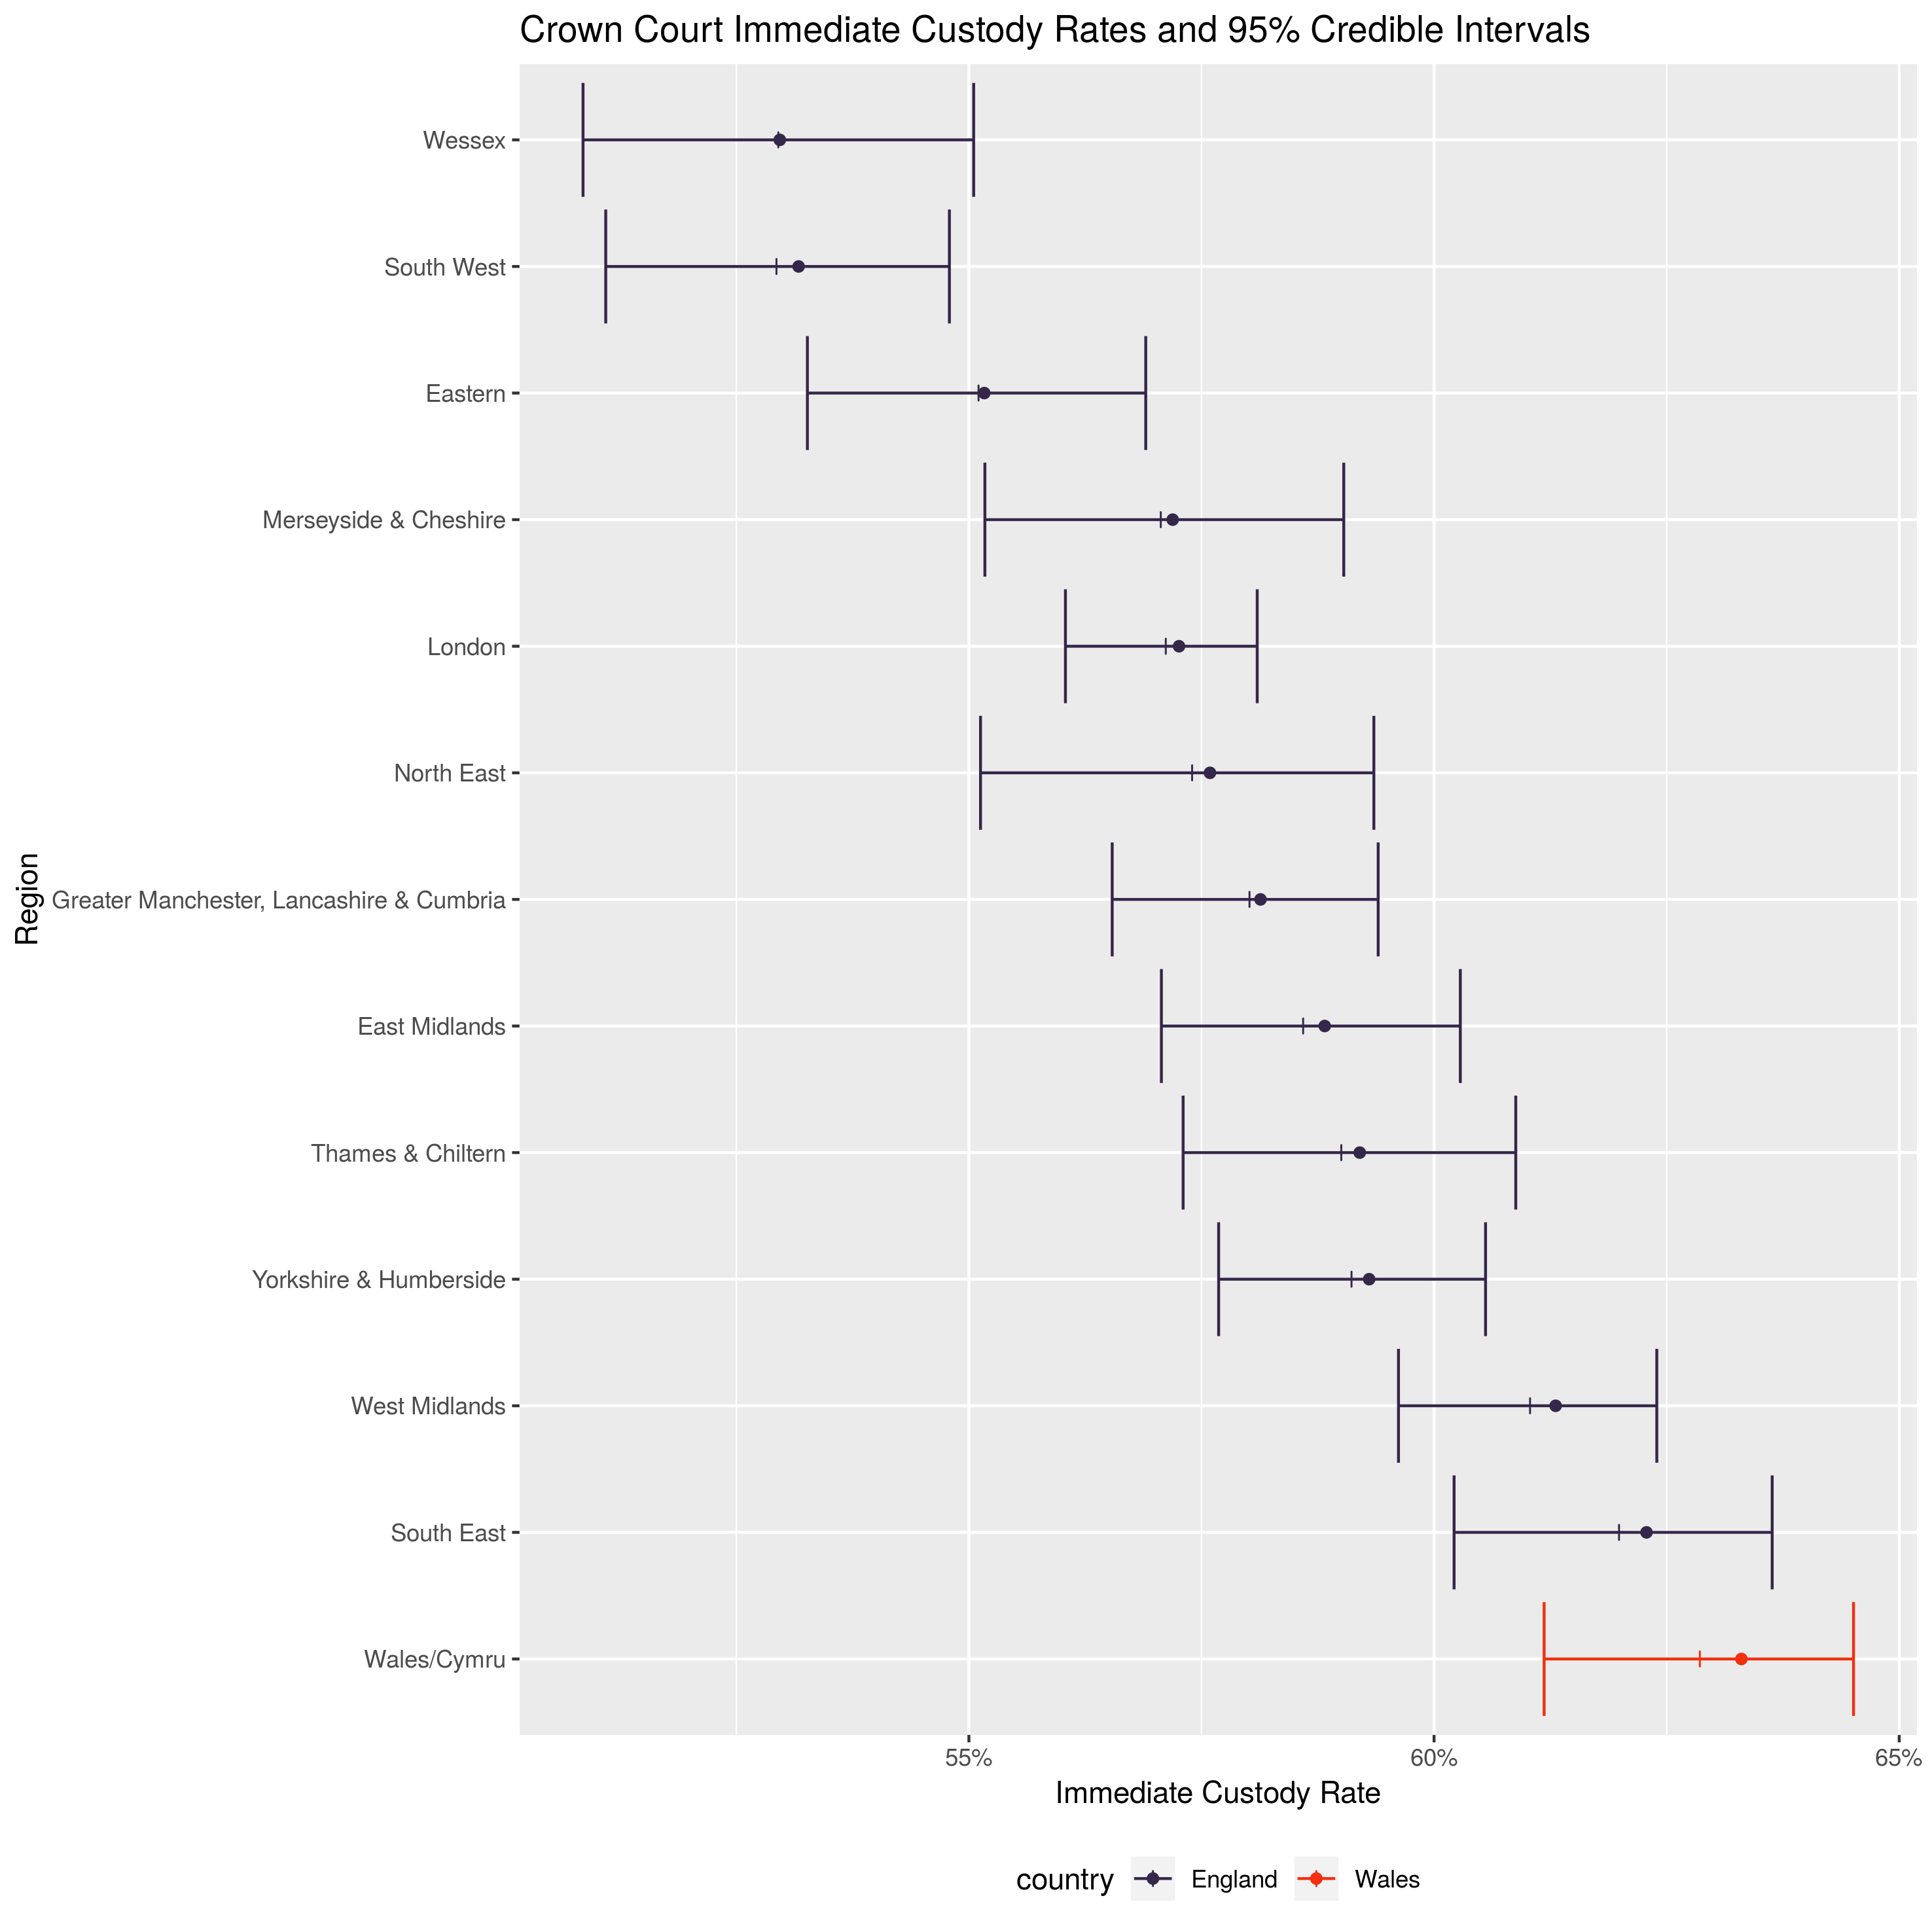 Crown Court Immediate Custody Rates and 95% Credible Intervals
Wessex
South West
Eastern
Merseyside & Cheshire
London
North East
Greater Manchester, Lancashire & Cumbria
East Midlands
Thames & Chiltern
Yorkshire & Humberside
West Midlands
South East
Wales/Cymru
Region
55% 60% 65%
Immediate Custody Rate
country England Wales